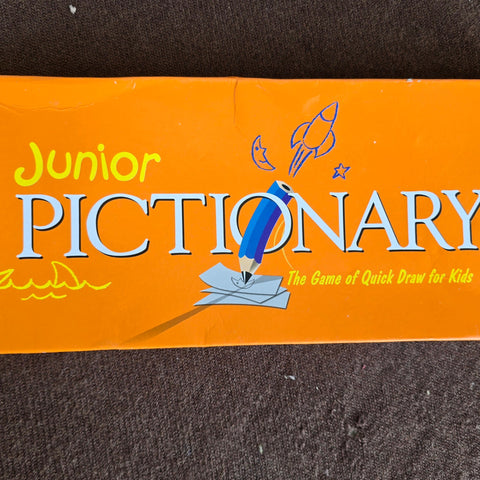 Junior
PICTIONARY
The Game of Quick Draw for Kids